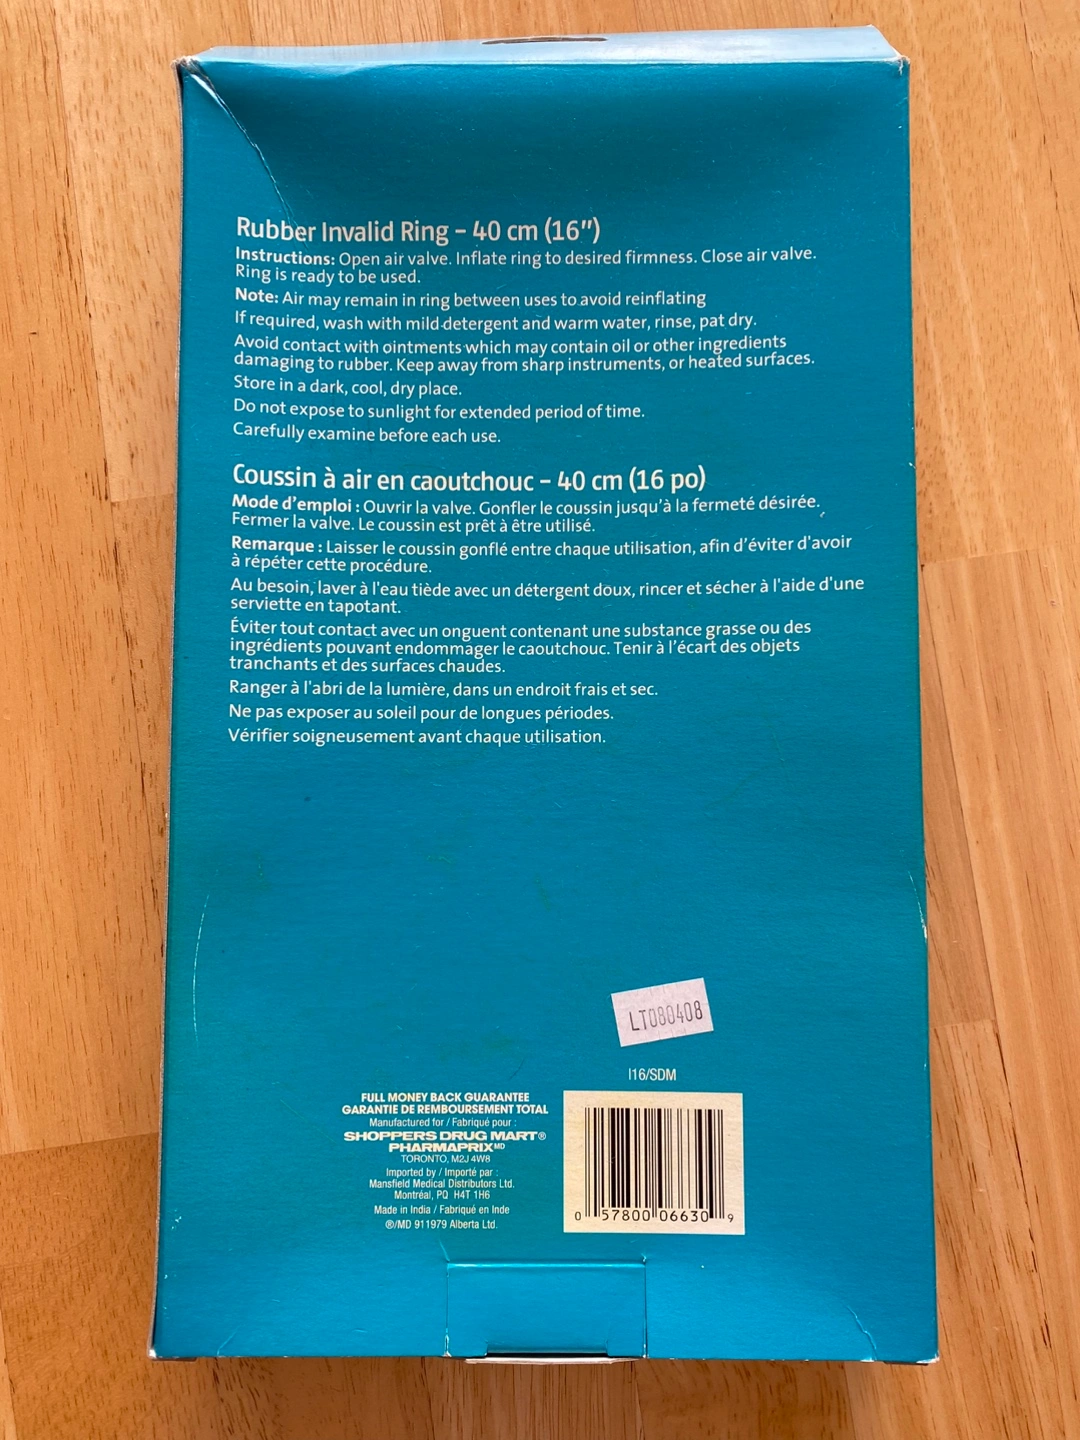 Rubber Invalid Ring – 40 cm (16")
Instructions: Open air valve. Inflate ring to desired firmness. Close air valve.
Ring is ready to be used.
Note: Air may remain in ring between uses to avoid reinflating
If required, wash with mild detergent and warm water, rinse, pat dry.
Avoid contact with ointments which may contain oil or other ingredients
damaging to rubber. Keep away from sharp instruments, or heated surfaces.
Store in a dark, cool, dry place.
Do not expose to sunlight for extended period of time.
Carefully examine before each use.
Coussin à air en caoutchouc – 40 cm (16 po)
Mode d'emploi : Ouvrir la valve. Gonfler le coussin jusqu'à la fermeté désirée.
Fermer la valve. Le coussin est prêt à être utilisé.
Remarque : Laisser le coussin gonflé entre chaque utilisation, afin d'éviter d'avoir
à répéter cette procédure.
Au besoin, laver à l'eau tiède avec un détergent doux, rincer et sécher à l'aide d'une
serviette en tapotant.
Éviter tout contact avec un onguent contenant une substance grasse ou des
ingrédients pouvant endommager le caoutchouc. Tenir à l'écart des objets
tranchants et des surfaces chaudes.
Ranger à l'abri de la lumière, dans un endroit frais et sec.
Ne pas exposer au soleil pour de longues périodes.
Vérifier soigneusement avant chaque utilisation.
LT080408
I16/SDM
FULL MONEY BACK GUARANTEE
GARANTIE DE REMBOURSEMENT TOTAL
Manufactured for / Fabriqué pour :
SHOPPERS DRUG MART®
PHARMAPRIX MD
TORONTO, M2J 4W8
Imported by / Importé par :
Mansfield Medical Distributors Ltd.
Montréal, PQ H4T 1H6
Made in India / Fabriqué en Inde
®/MD 911979 Alberta Ltd.
0 57800 06630 9